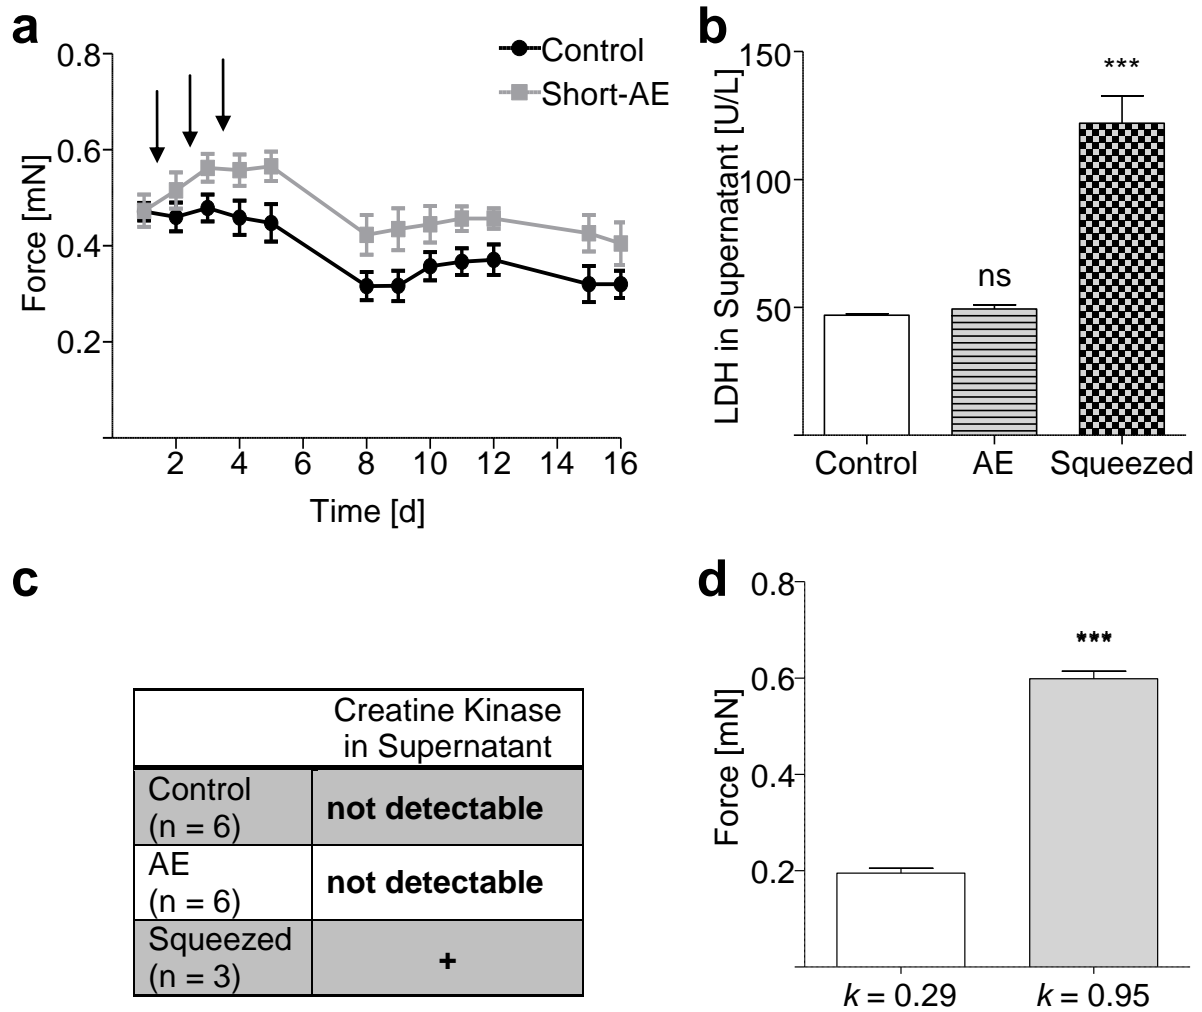 a
0.8
0.6
0.4
0.2
Force [mN]
2 4 6 8 10 12 14 16
Time [d]
Control
Short-AE
b
150
100
50
LDH in Supernatant [U/L]
ns
***
Control AE Squeezed
c
Creatine Kinase
in Supernatant
Control
(n = 6)
not detectable
AE
(n = 6)
not detectable
Squeezed
(n = 3)
+
d
0.8
0.6
0.4
0.2
Force [mN]
***
k = 0.29 k = 0.95